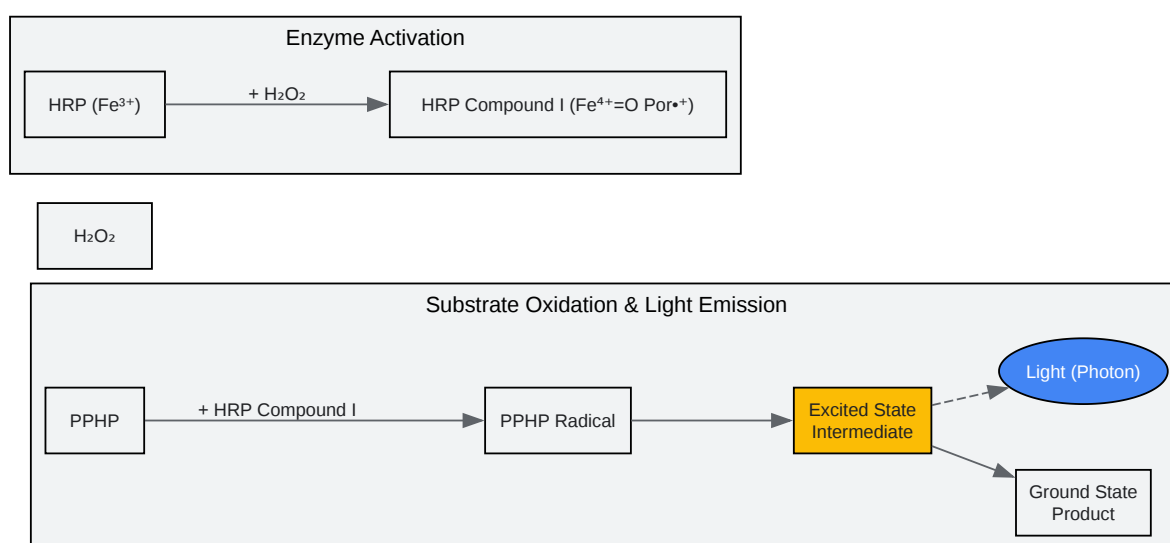 Enzyme Activation
HRP (Fe³⁺)
+ H₂O₂
HRP Compound I (Fe⁴⁺=O Por•⁺)
H₂O₂
Substrate Oxidation & Light Emission
PPHP
+ HRP Compound I
PPHP Radical
Excited State
Intermediate
Light (Photon)
Ground State
Product